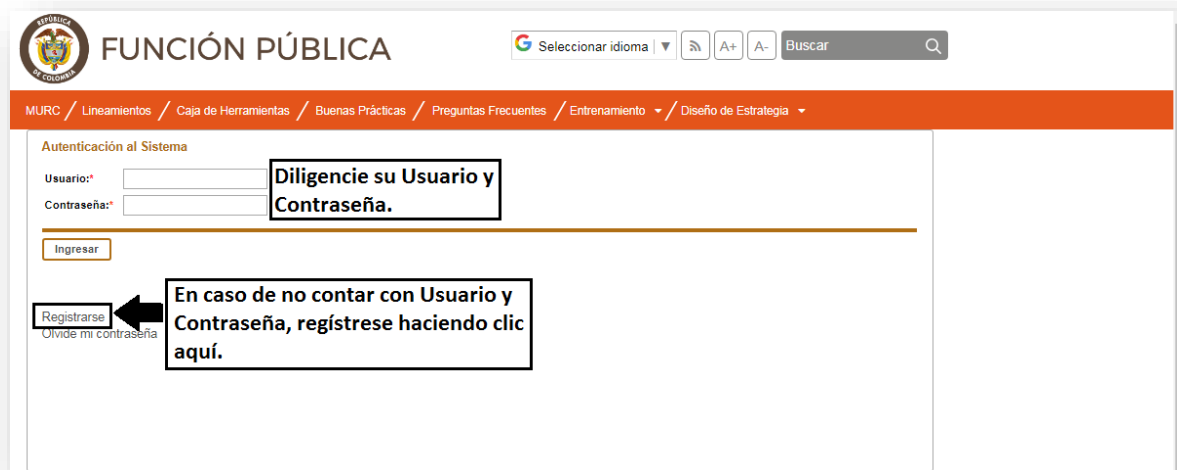 REPÚBLICA
DE COLOMBIA
FUNCIÓN PÚBLICA
G Seleccionar idioma ▼
A+
A-
Buscar
MURC / Lineamientos / Caja de Herramientas / Buenas Prácticas / Preguntas Frecuentes / Entrenamiento / Diseño de Estrategia
Autenticación al Sistema
Usuario:*
Contraseña:*
Diligencie su Usuario y
Contraseña.
Ingresar
Registrarse
Olvide mi contraseña
En caso de no contar con Usuario y
Contraseña, regístrese haciendo clic
aquí.